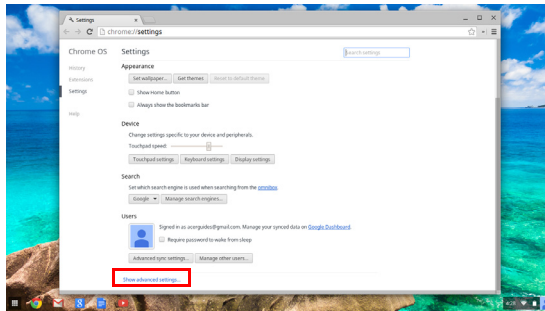 Settings
chrome://settings
Chrome OS
Settings
Search settings
History
Extensions
Settings
Help
Appearance
Set wallpaper... Get themes Reset to default theme
Show Home button
Always show the bookmarks bar
Device
Change settings specific to your device and peripherals.
Touchpad speed:
Touchpad settings Keyboard settings Display settings
Search
Set which search engine is used when searching from the omnibox.
Google Manage search engines...
Users
Signed in as acerguides@gmail.com. Manage your synced data on Google Dashboard.
Require password to wake from sleep
Advanced sync settings... Manage other users...
Show advanced settings...